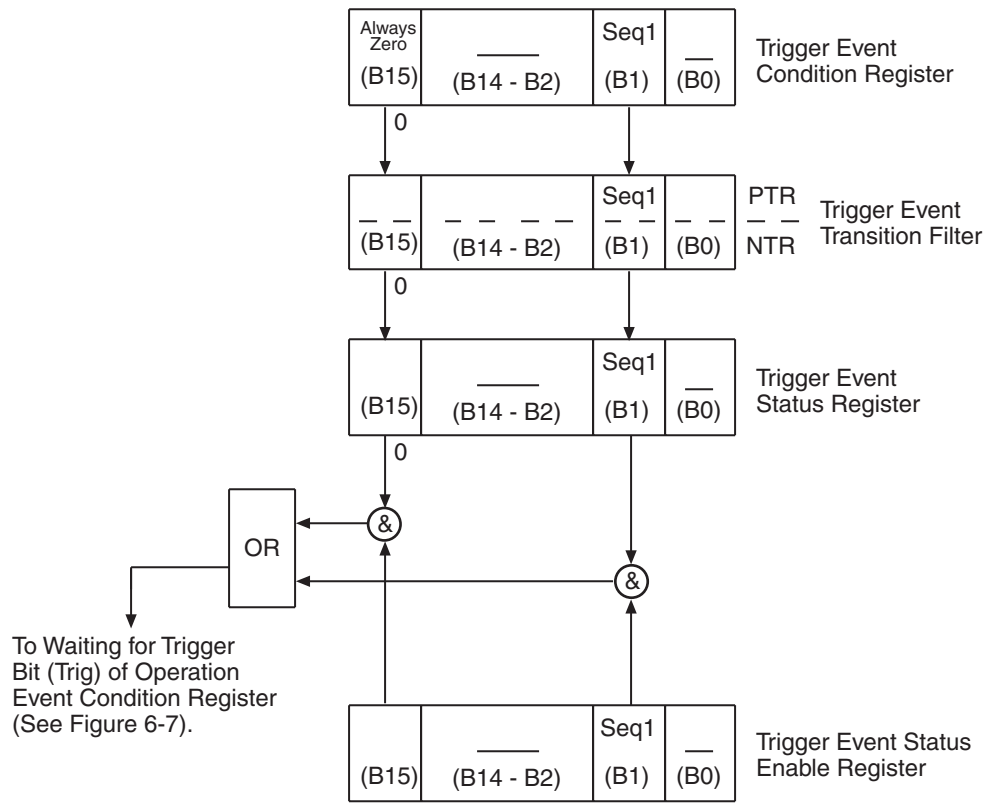 Always
Zero
(B15)
(B14 - B2)
Seq1
(B1)
(B0)
Trigger Event
Condition Register
0
(B15)
(B14 - B2)
Seq1
(B1)
(B0)
PTR
NTR
Trigger Event
Transition Filter
0
(B15)
(B14 - B2)
Seq1
(B1)
(B0)
Trigger Event
Status Register
0
&
OR
&
To Waiting for Trigger
Bit (Trig) of Operation
Event Condition Register
(See Figure 6-7).
(B15)
(B14 - B2)
Seq1
(B1)
(B0)
Trigger Event Status
Enable Register